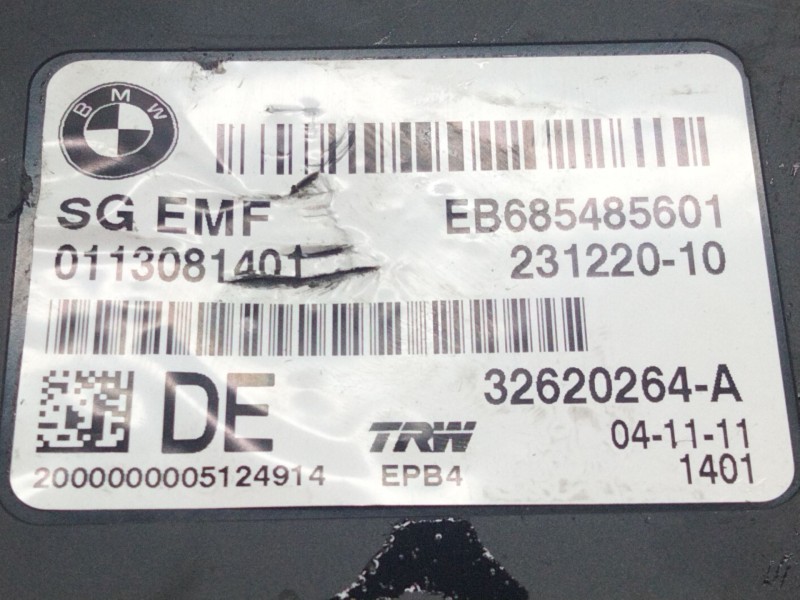 BMW
SG EMF
EB685485601
0113081401
231220-10
32620264-A
DE
TRW
04-11-11
2000000005124914
EPB4
1401